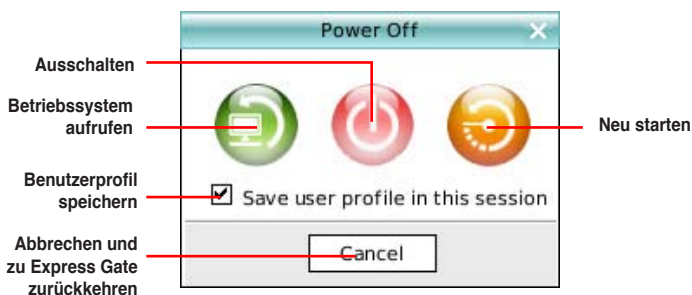 Power Off
Ausschalten
Betriebssystem
aufrufen
Neu starten
Benutzerprofil
speichern
Save user profile in this session
Abbrechen und
zu Express Gate
zurückkehren
Cancel